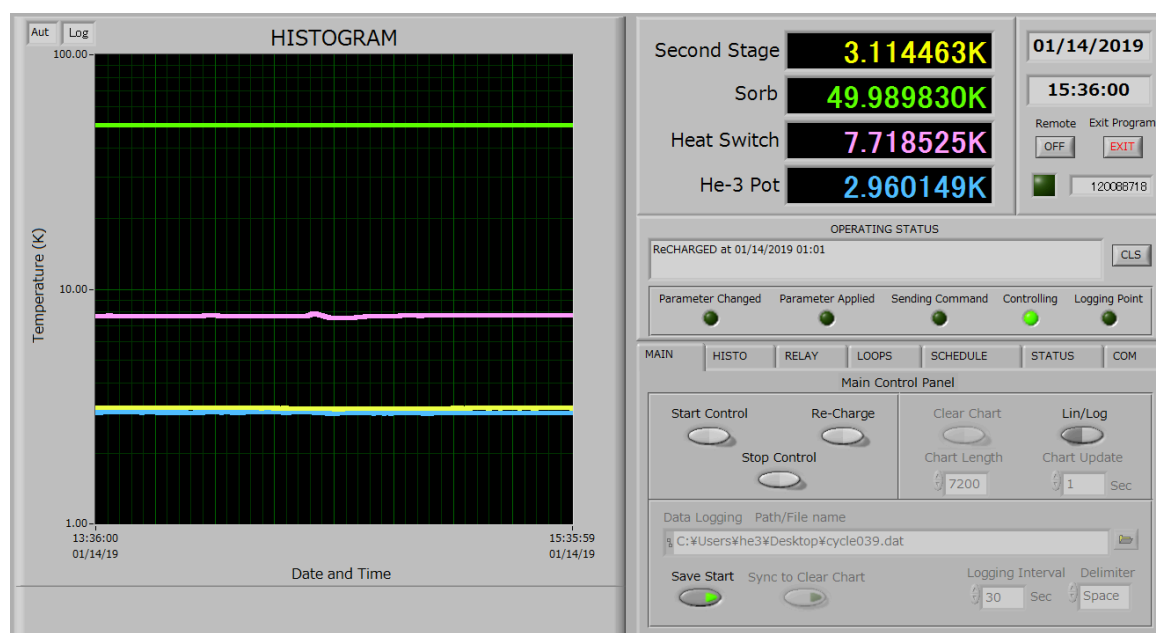 Aut Log
HISTOGRAM
100.00
10.00
1.00
Temperature (K)
13:36:00
01/14/19
15:35:59
01/14/19
Date and Time
Second Stage 3.114463K
Sorb 49.989830K
Heat Switch 7.718525K
He-3 Pot 2.960149K
01/14/2019
15:36:00
Remote Exit Program
OFF EXIT
120088718
OPERATING STATUS
ReCHARGED at 01/14/2019 01:01
CLS
Parameter Changed Parameter Applied Sending Command Controlling Logging Point
MAIN HISTO RELAY LOOPS SCHEDULE STATUS COM
Main Control Panel
Start Control Re-Charge Clear Chart Lin/Log
Stop Control Chart Length Chart Update
7200 1 Sec
Data Logging Path/File name
C:¥Users¥he3¥Desktop¥cycle039.dat
Save Start Sync to Clear Chart Logging Interval Delimiter
30 Sec Space